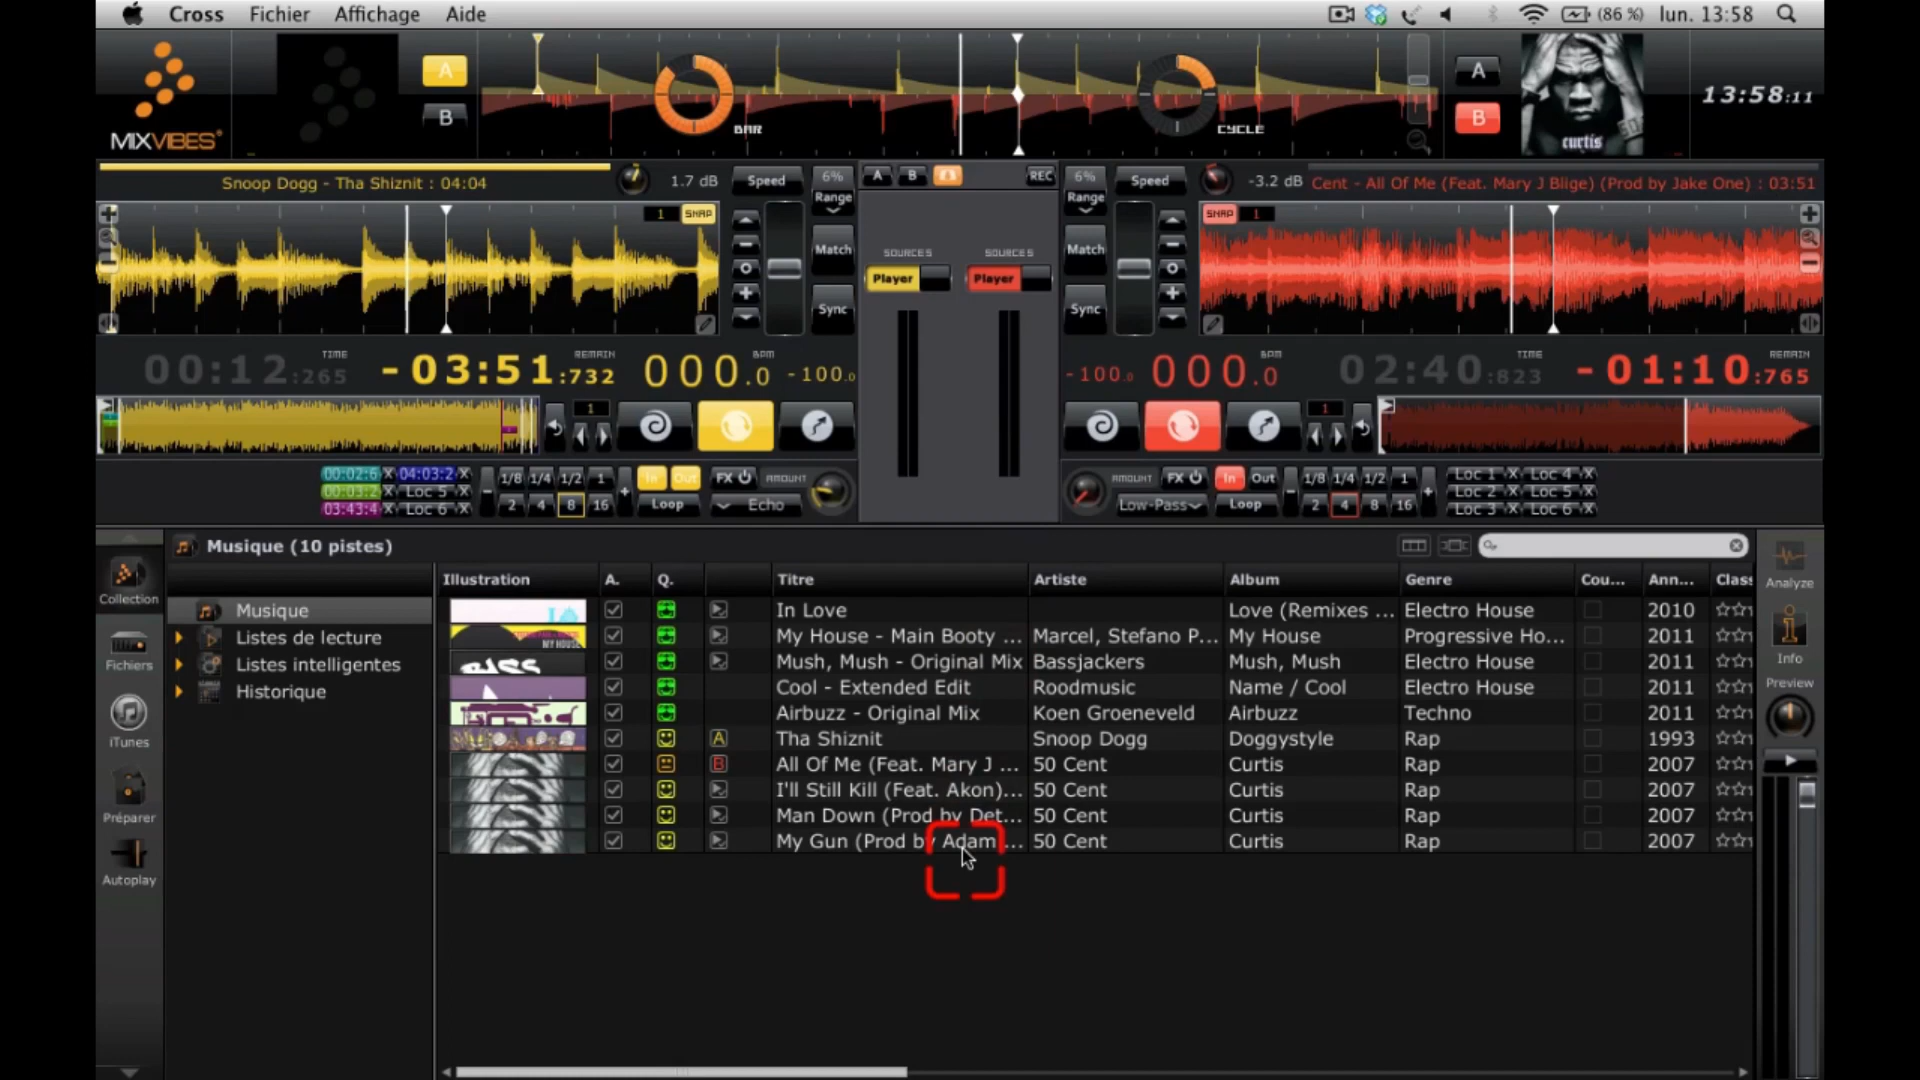 Cross Fichier Affichage Aide
(86 %) lun. 13:58
MIXVIBES®
A
B
BAR
CYCLE
A
B
curtis
13:58:11
Snoop Dogg - Tha Shiznit : 04:04
1.7 dB
Speed
6%
Range
A B
REC
6%
Range
Speed
-3.2 dB
Cent - All Of Me (Feat. Mary J Blige) (Prod by Jake One) : 03:51
1 SNAP
Match
SOURCES SOURCES
Player Player
Match
SNAP 1
Sync
Sync
TIME REMAIN BPM
00:12:265 -03:51:732 000.0 -100.0
BPM TIME REMAIN
-100.0 000.0 02:40:823 -01:10:765
1
1
00:02:6 X 04:03:2 X
00:03:2 X Loc 5 X
03:43:4 X Loc 6 X
1/8 1/4 1/2 1
2 4 8 16
In Out
Loop
FX AMOUNT
Echo
AMOUNT FX
Low-Pass
In Out
Loop
1/8 1/4 1/2 1
2 4 8 16
Loc 1 X Loc 4 X
Loc 2 X Loc 5 X
Loc 3 X Loc 6 X
Musique (10 pistes)
Collection
Fichiers
iTunes
Préparer
Autoplay
Musique
Listes de lecture
Listes intelligentes
Historique
Illustration A. Q. Titre Artiste Album Genre Cou... Ann... Clas
In Love Love (Remixes ... Electro House 2010
My House - Main Booty ... Marcel, Stefano P... My House Progressive Ho... 2011
Mush, Mush - Original Mix Bassjackers Mush, Mush Electro House 2011
Cool - Extended Edit Roodmusic Name / Cool Electro House 2011
Airbuzz - Original Mix Koen Groeneveld Airbuzz Techno 2011
A Tha Shiznit Snoop Dogg Doggystyle Rap 1993
B All Of Me (Feat. Mary J ... 50 Cent Curtis Rap 2007
I'll Still Kill (Feat. Akon)... 50 Cent Curtis Rap 2007
Man Down (Prod by Det... 50 Cent Curtis Rap 2007
My Gun (Prod by Adam ... 50 Cent Curtis Rap 2007
MY HOUSE
Analyze
Info
Preview